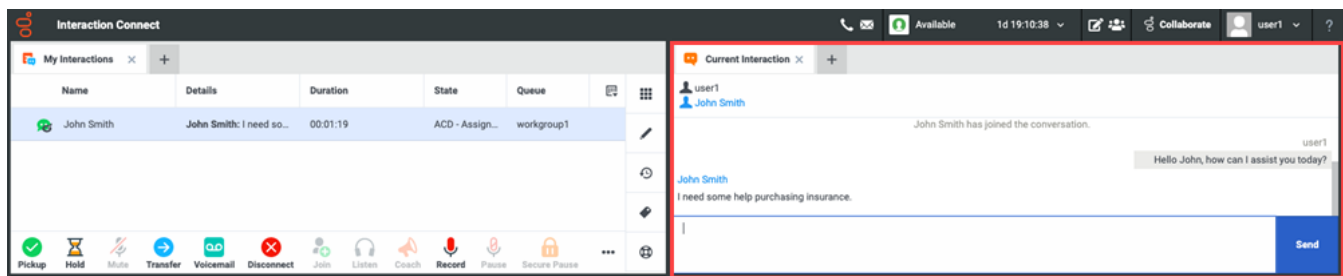 Interaction Connect
Available
1d 19:10:38
Collaborate
user1
?
My Interactions
Name Details Duration State Queue
John Smith John Smith: I need so... 00:01:19 ACD - Assign... workgroup1
Pickup Hold Mute Transfer Voicemail Disconnect Join Listen Coach Record Pause Secure Pause
Current Interaction
user1
John Smith
John Smith has joined the conversation.
user1
Hello John, how can I assist you today?
John Smith
I need some help purchasing insurance.
Send